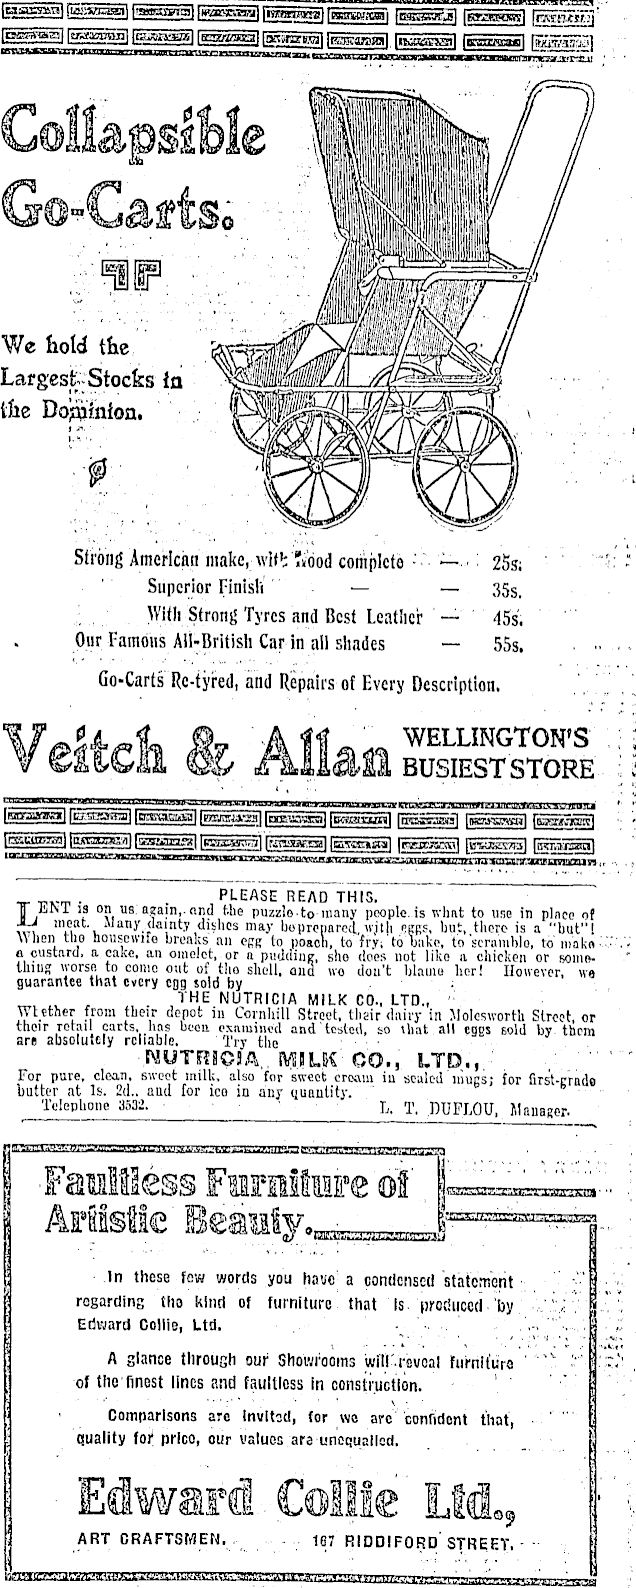 Collapsible
Go-Carts.
We hold the
Largest Stocks in
the Dominion.
Strong American make, with Hood complete — 25s.
Superior Finish — — 35s.
With Strong Tyres and Best Leather — 45s.
Our Famous All-British Car in all shades — 55s.
Go-Carts Re-tyred, and Repairs of Every Description.
Veitch & Allan WELLINGTON'S
BUSIEST STORE
PLEASE READ THIS.
LENT is on us again, and the puzzle to many people is what to use in place of
meat. Many dainty dishes may be prepared with eggs, but, there is a "but"!
When the housewife breaks an egg to poach, to fry, to bake, to scramble, to make
a custard, a cake, an omelet, or a pudding, she does not like a chicken or some-
thing worse to come out of the shell, and we don't blame her! However, we
guarantee that every egg sold by
THE NUTRICIA MILK CO., LTD.,
Whether from their depot in Cornhill Street, their dairy in Molesworth Street, or
their retail carts, has been examined and tested, so that all eggs sold by them
are absolutely reliable. Try the
NUTRICIA MILK CO., LTD.,
For pure, clean, sweet milk, also for sweet cream in sealed mugs; for first-grade
butter at 1s. 2d., and for ice in any quantity.
Telephone 3532. L. T. DUFLOU, Manager.
Faultless Furniture of
Artistic Beauty.
In these few words you have a condensed statement
regarding the kind of furniture that is produced by
Edward Collie, Ltd.
A glance through our Showrooms will reveal furniture
of the finest lines and faultless in construction.
Comparisons are invited, for we are confident that,
quality for price, our values are unequalled.
Edward Collie Ltd.,
ART CRAFTSMEN. 167 RIDDIFORD STREET.